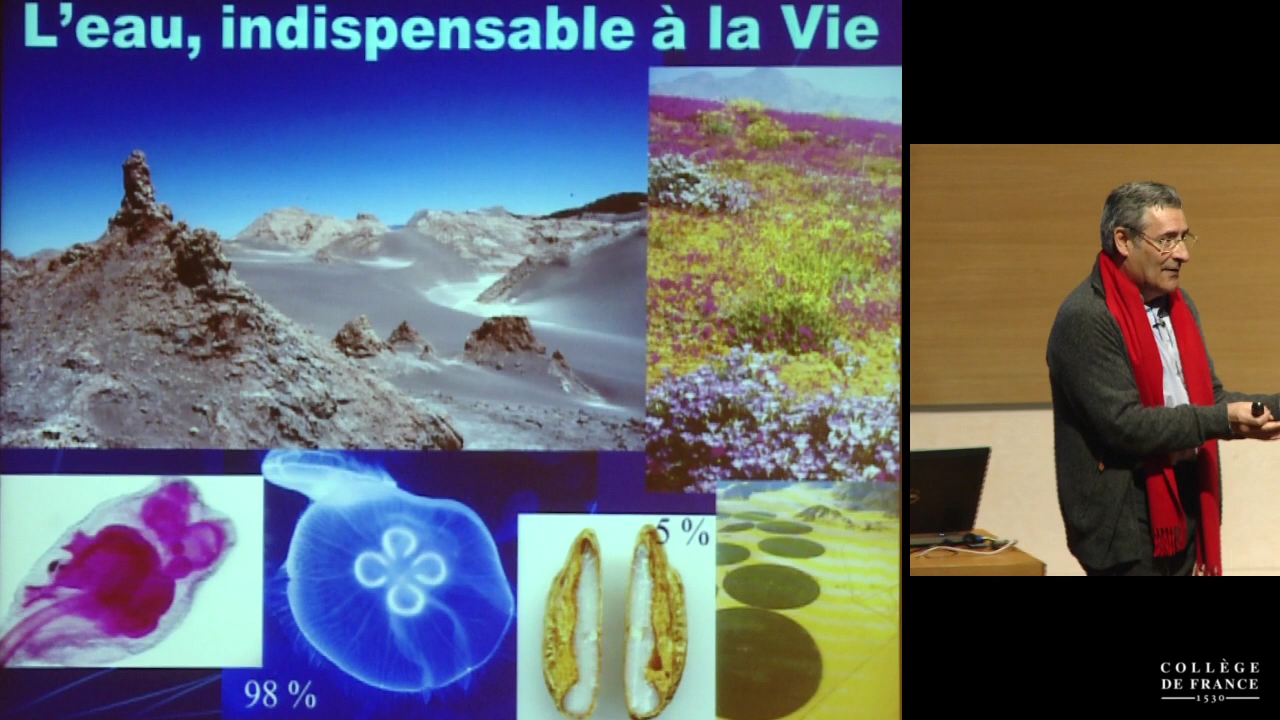 L'eau, indispensable à la Vie
5 %
98 %
COLLÈGE
DE FRANCE
1530